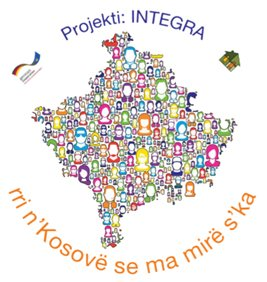 Projekti: INTEGRA
rri n'Kosovë se ma mirë s'ka